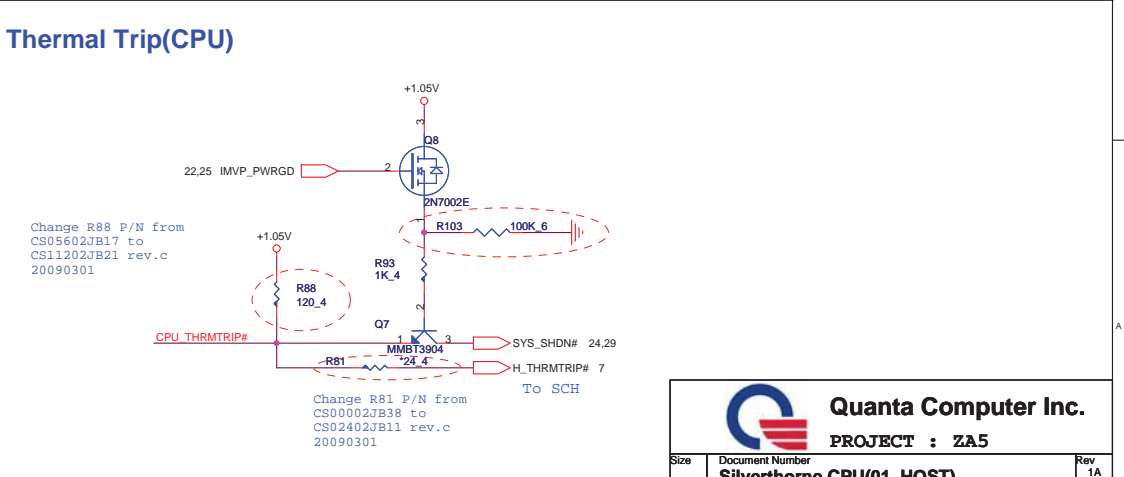 Thermal Trip(CPU)
+1.05V
3
Q8
22,25 IMVP_PWRGD
2
2N7002E
1
R103 100K_6
Change R88 P/N from
CS05602JB17 to
CS11202JB21 rev.c
20090301
+1.05V
R93
1K_4
R88
120_4
2
Q7
CPU_THRMTRIP#
1 3
SYS_SHDN# 24,29
MMBT3904
R81 *24_4
H_THRMTRIP# 7
To SCH
Change R81 P/N from
CS00002JB38 to
CS02402JB11 rev.c
20090301
A
Quanta Computer Inc.
PROJECT : ZA5
Size Document Number Rev
Silverthorne CPU(01_HOST) 1A